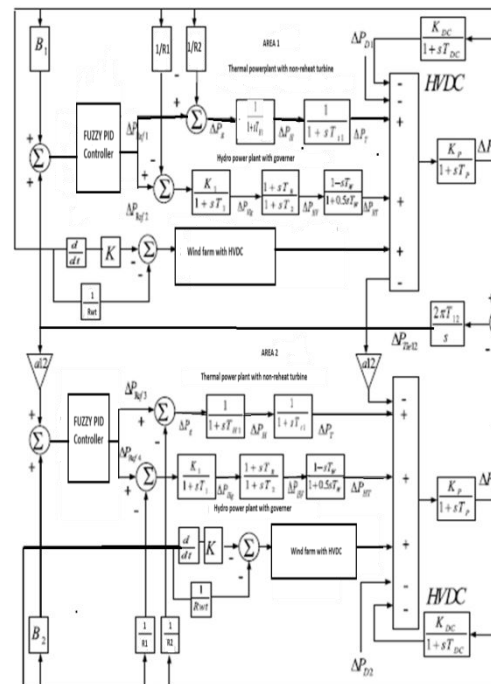 B1
1/R1
1/R2
AREA 1
Thermal powerplant with non-reheat turbine
ΔPD1
KDC
1+sTDC
HVDC
FUZZY PID
Controller
ΔPRef1
ΔPg
1
ΔPH
1
1+sTt1
ΔPT
KP
1+sTP
Hydro power plant with governer
ΔPRef2
K1
1+sT1
ΔPHg
1+sTR
1+sT2
1-sTW
1+0.5sTW
ΔPHT
d
dt
K
Wind farm with HVDC
1
Rwt
2πT12
s
ΔPTie12
a12
a12
AREA 2
Thermal power plant with non-reheat turbine
FUZZY PID
Controller
ΔPRef3
ΔPg
1
ΔPH
1
1+sTt1
ΔPT
ΔPRef4
K1
1+sT1
ΔPHg
1+sTR
1+sT2
1-sTW
1+0.5sTW
ΔPHT
KP
1+sTP
Hydro power plant with governer
d
dt
K
Wind farm with HVDC
1
Rwt
HVDC
B2
1
R1
1
R2
ΔPD2
KDC
1+sTDC